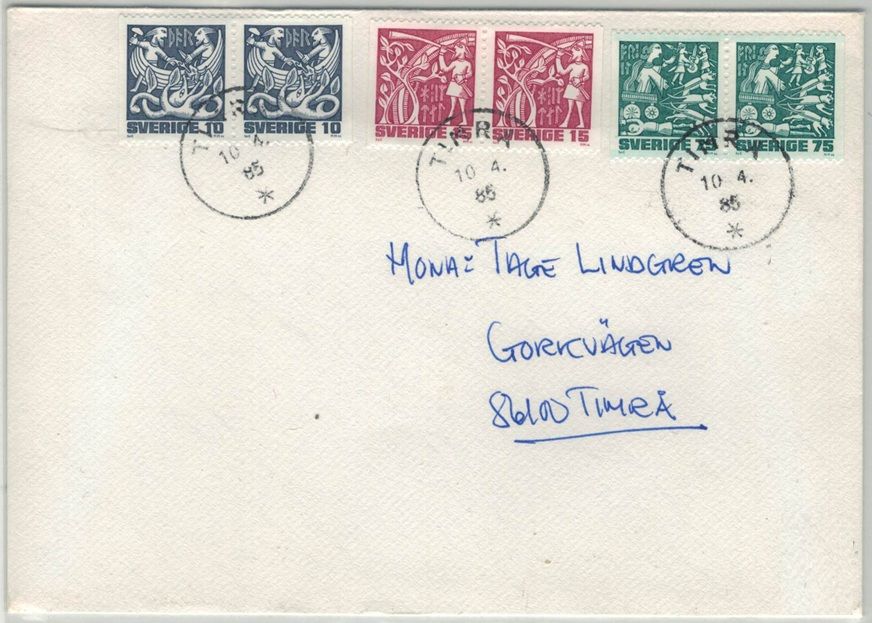 SVERIGE 10 SVERIGE 10 SVERIGE 15 SVERIGE 15 SVERIGE 75 SVERIGE 75
10 4. 85 *
10 4. 85 *
10 4. 85 *
MONA: TAGE LINDGREN
GORKVÄGEN
86100 TIMRÅ